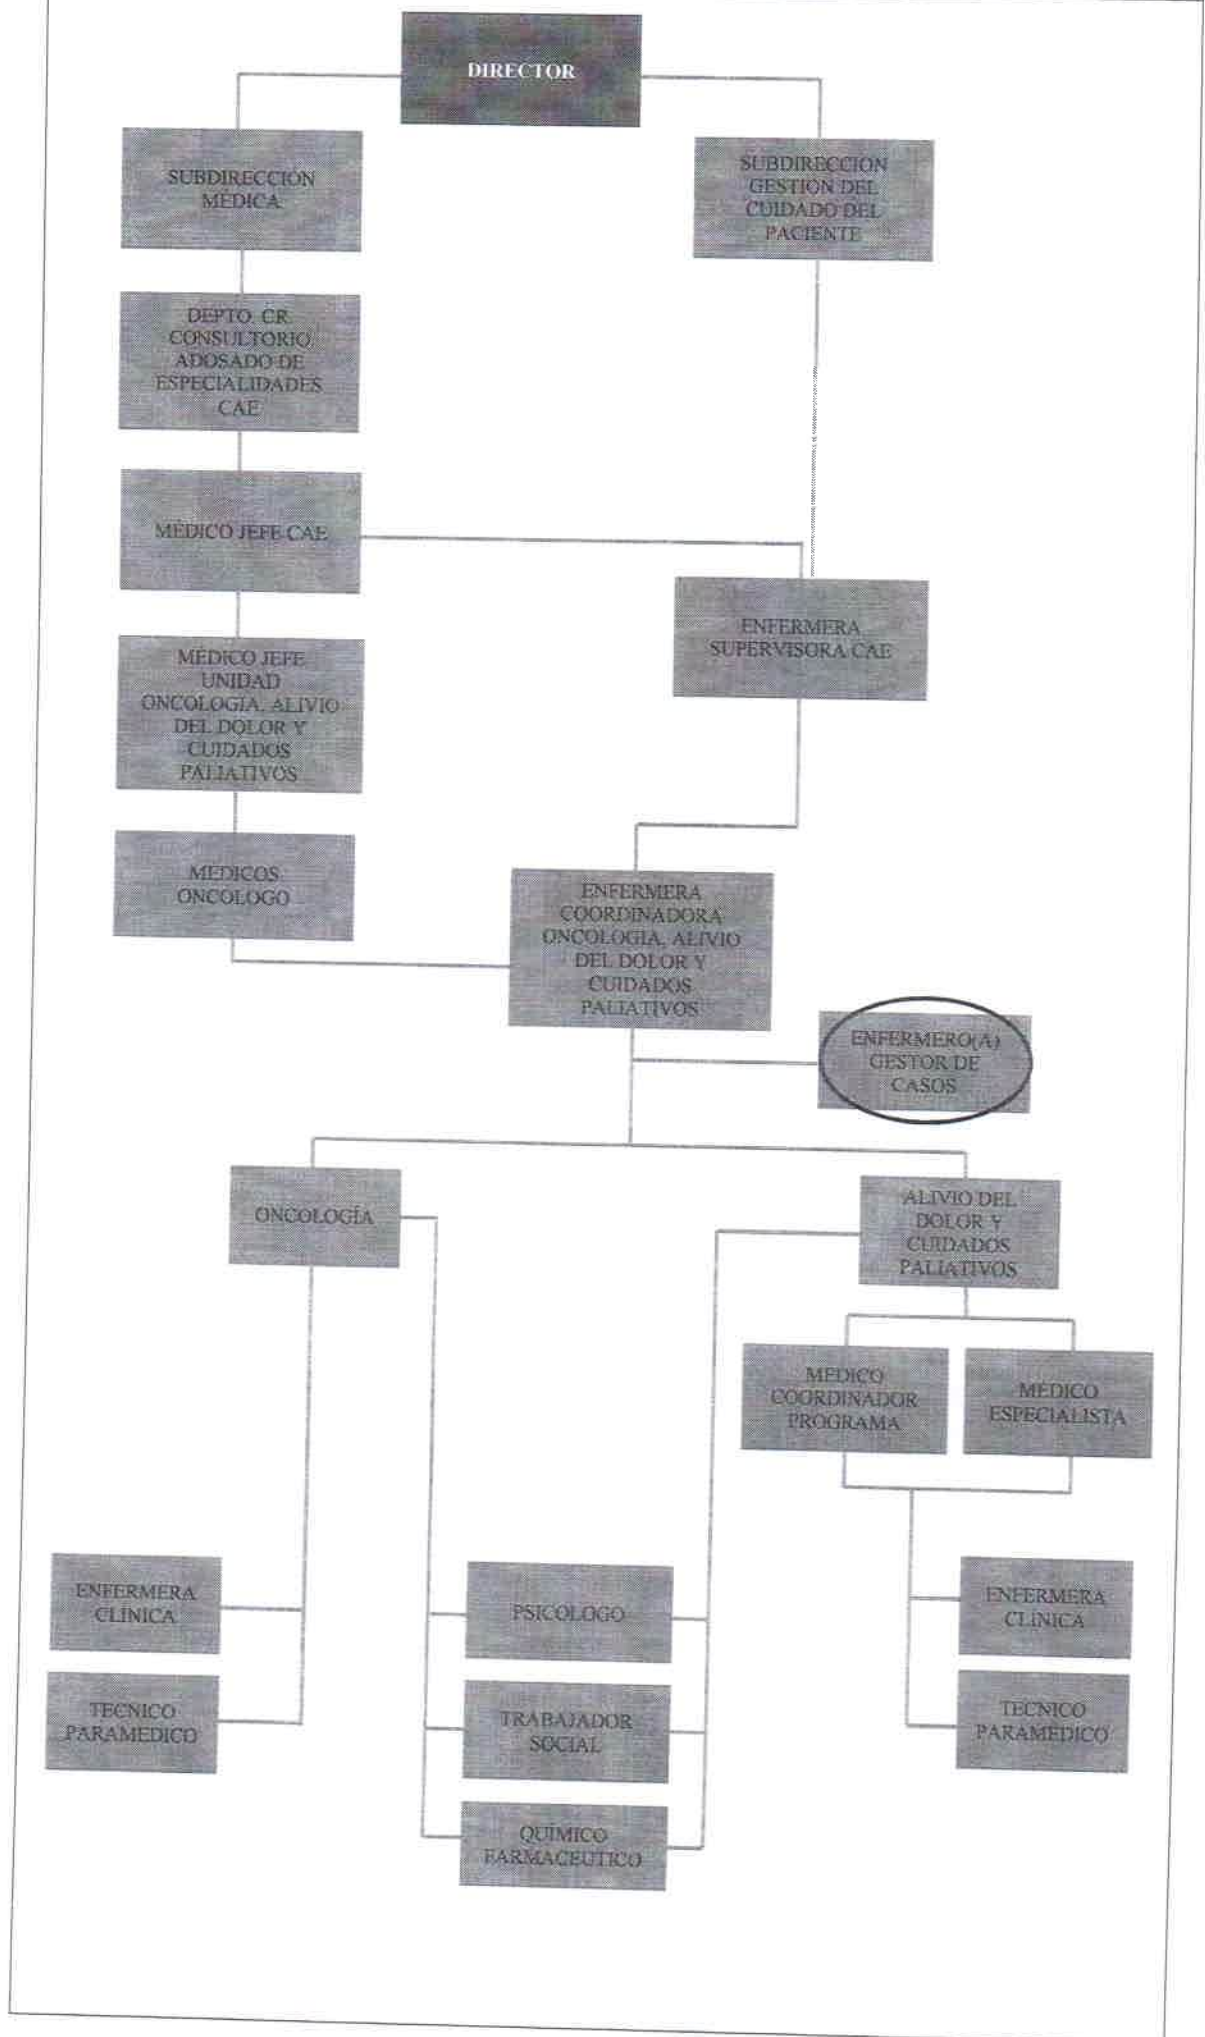 DIRECTOR
SUBDIRECCION
MÉDICA
SUBDIRECCION
GESTION DEL
CUIDADO DEL
PACIENTE
DEPTO. CR.
CONSULTORIO
ADOSADO DE
ESPECIALIDADES
CAE
MÉDICO JEFE CAE
ENFERMERA
SUPERVISORA CAE
MÉDICO JEFE
UNIDAD
ONCOLOGÍA, ALIVIO
DEL DOLOR Y
CUIDADOS
PALIATIVOS
MEDICOS
ONCOLOGO
ENFERMERA
COORDINADORA
ONCOLOGIA, ALIVIO
DEL DOLOR Y
CUIDADOS
PALIATIVOS
ENFERMERO(A)
GESTOR DE
CASOS
ONCOLOGÍA
ALIVIO DEL
DOLOR Y
CUIDADOS
PALIATIVOS
MEDICO
COORDINADOR
PROGRAMA
MEDICO
ESPECIALISTA
ENFERMERA
CLÍNICA
PSICOLOGO
ENFERMERA
CLÍNICA
TECNICO
PARAMEDICO
TRABAJADOR
SOCIAL
TECNICO
PARAMEDICO
QUÍMICO
FARMACEUTICO